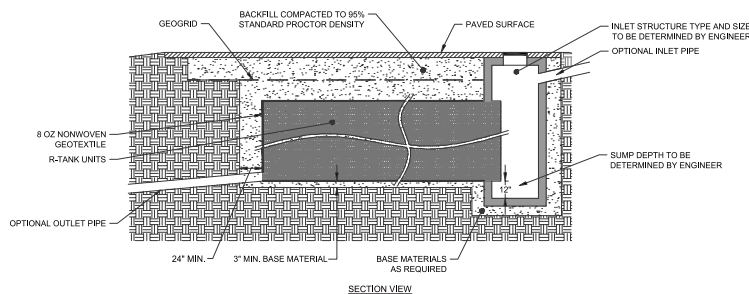 GEOGRID
BACKFILL COMPACTED TO 95%
STANDARD PROCTOR DENSITY
PAVED SURFACE
INLET STRUCTURE TYPE AND SIZE
TO BE DETERMINED BY ENGINEER
OPTIONAL INLET PIPE
8 OZ NONWOVEN
GEOTEXTILE
R-TANK UNITS
SUMP DEPTH TO BE
DETERMINED BY ENGINEER
12"
OPTIONAL OUTLET PIPE
24" MIN.
3" MIN. BASE MATERIAL
BASE MATERIALS
AS REQUIRED
SECTION VIEW